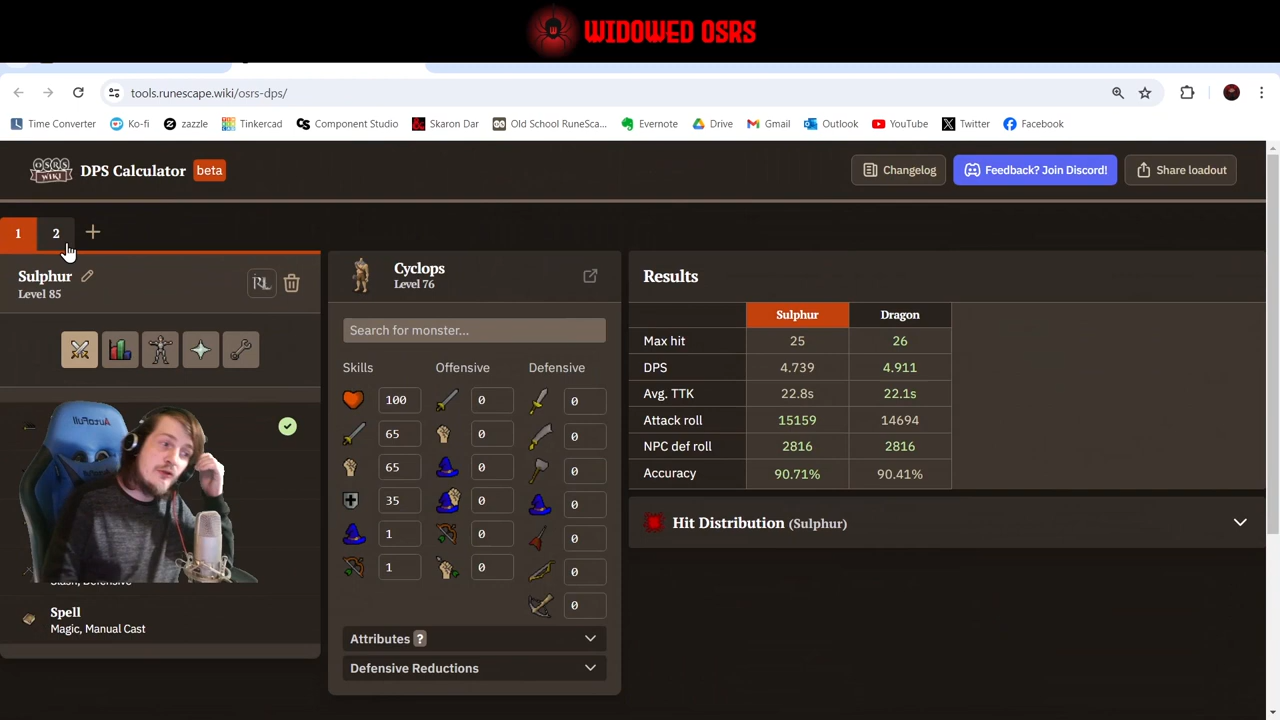 WIDOWED OSRS
tools.runescape.wiki/osrs-dps/
Time Converter
Ko-fi
zazzle
Tinkercad
Component Studio
Skaron Dar
Old School RuneSca...
Evernote
Drive
Gmail
Outlook
YouTube
Twitter
Facebook
OSRS WIKI
DPS Calculator beta
Changelog
Feedback? Join Discord!
Share loadout
1 2 +
Sulphur
Level 85
RL
Slash, Defensive
Spell
Magic, Manual Cast
Cyclops
Level 76
Search for monster...
Skills Offensive Defensive
100 0 0
65 0 0
65 0 0
35 0 0
1 0 0
1 0 0
0
Attributes ?
Defensive Reductions
Results
Sulphur Dragon
Max hit 25 26
DPS 4.739 4.911
Avg. TTK 22.8s 22.1s
Attack roll 15159 14694
NPC def roll 2816 2816
Accuracy 90.71% 90.41%
Hit Distribution (Sulphur)